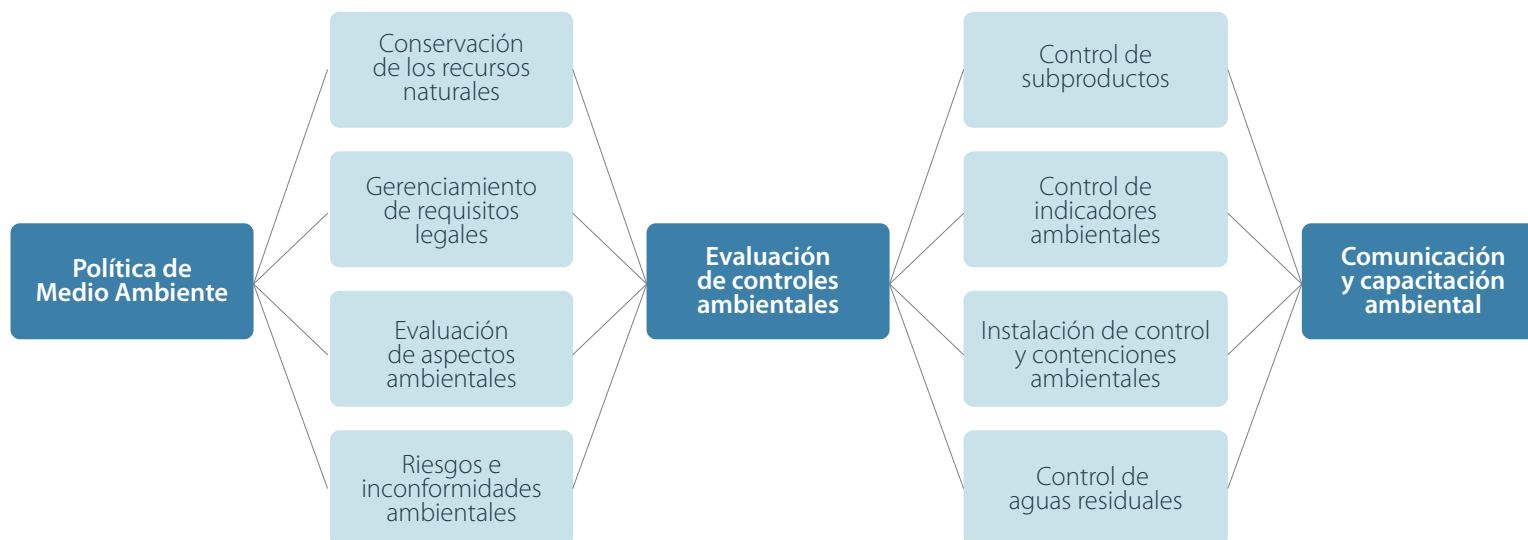 Política de
Medio Ambiente
Conservación
de los recursos
naturales
Gerenciamiento
de requisitos
legales
Evaluación
de aspectos
ambientales
Riesgos e
inconformidades
ambientales
Evaluación
de controles
ambientales
Control de
subproductos
Control de
indicadores
ambientales
Instalación de control
y contenciones
ambientales
Control de
aguas residuales
Comunicación
y capacitación
ambiental